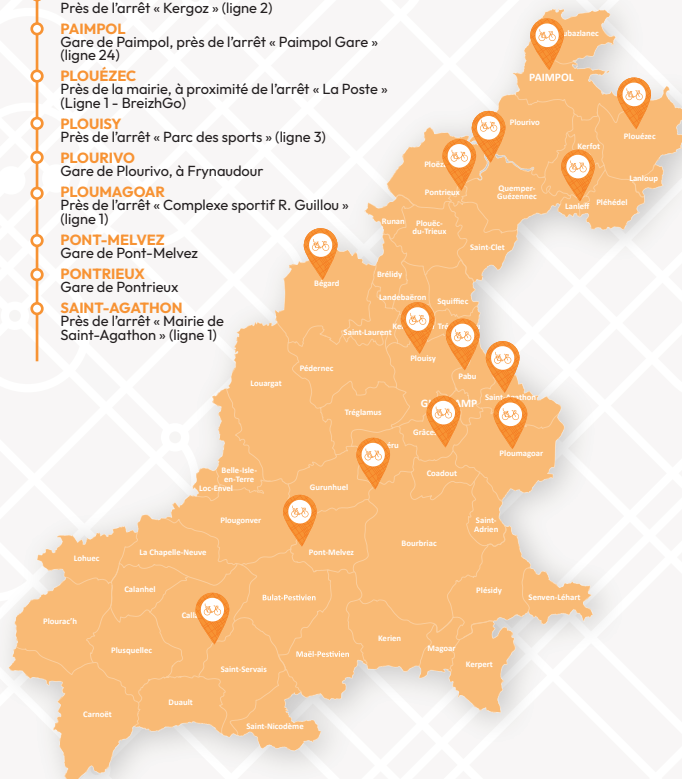 Près de l'arrêt « Kergoz » (ligne 2)
PAIMPOL
Gare de Paimpol, près de l'arrêt « Paimpol Gare »
(ligne 24)
PLOUÉZEC
Près de la mairie, à proximité de l'arrêt « La Poste »
(Ligne 1 - BreizhGo)
PLOUISY
Près de l'arrêt « Parc des sports » (ligne 3)
PLOURIVO
Gare de Plourivo, à Frynaudour
PLOUMAGOAR
Près de l'arrêt « Complexe sportif R. Guillou »
(ligne 1)
PONT-MELVEZ
Gare de Pont-Melvez
PONTRIEUX
Gare de Pontrieux
SAINT-AGATHON
Près de l'arrêt « Mairie de
Saint-Agathon » (ligne 1)
PAIMPOL
Plourivo
Plouézec
Kerfot
Lanloup
Pontrieux
Quemper-
Guézennec
Lanleff
Pléhédel
Runan
Plouëc-
du-Trieux
Saint-Clet
Bégard
Brélidy
Landebaëron
Squiffiec
Saint-Laurent
Plouisy
Pabu
Pédernec
Louargat
Tréglamus
Ploumagoar
Coadout
Belle-Isle-
en-Terre
Loc-Envel
Gurunhuel
Plougonver
Saint-
Adrien
Bourbriac
Pont-Melvez
La Chapelle-Neuve
Lohuec
Calanhel
Bulat-Pestivien
Plésidy
Senven-Léhart
Plourac'h
Plusquellec
Kerien
Magoar
Maël-Pestivien
Saint-Servais
Kerpert
Duault
Carnoët
Saint-Nicodème